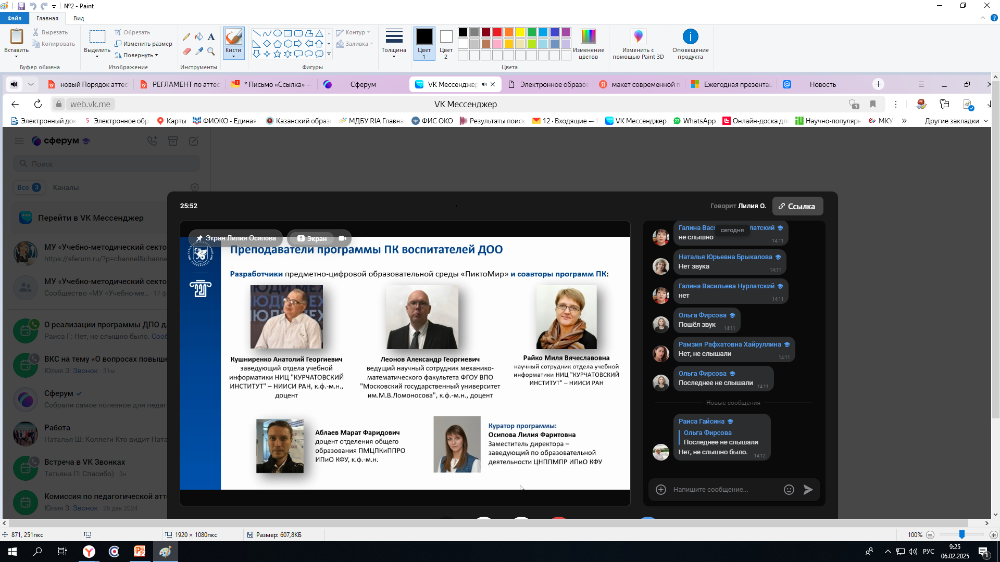 №2 - Paint
Файл
Главная
Вид
Вставить
Вырезать
Копировать
Буфер обмена
Выделить
Обрезать
Изменить размер
Повернуть
Изображение
A
Инструменты
Кисти
Контур
Заливка
Фигуры
Толщина
Цвет 1
Цвет 2
Изменение цветов
Цвета
Изменить с помощью Paint 3D
Оповещение продукта
новый Порядок аттес
РЕГЛАМЕНТ по аттес
* Письмо «Ссылка» —
Сферум
VK Мессенджер
Электронное образов
макет современной п
Ежегодная презентац
Новость
web.vk.me
VK Мессенджер
Электронный док
Электронное обр
Карты
ФИОКО - Единая
Казанский образо
МДБУ RIA Главна
ФИС ОКО
Результаты поиск
12 · Входящие — Я
VK Мессенджер
22 WhatsApp
Онлайн-доска дл
Научно-популярн
МКУ
»
Другие закладки
сферум
Поиск
Все 3
Каналы
Перейти в VK Мессенджер
МУ «Учебно-методический секто
https://sferum.ru/?p=channel&channe
МУ «Учебно-методический секто
Сообщество «МУ «Учебно-ме... · 17 ф
О реализации программы ДПО дл
Раиса Г: Нет, не слышно было. Сооб
ВКС на тему «О вопросах повыше
Юлия З: Звонок · 31м
Сферум
Собрали самое полезное для педаг
Работа
Наталья Ш: Коллеги Кто видит Ната
Встреча в VK Звонках
Татьяна П: Спасибо) · 3н
Комиссия по педагогической атте
Юлия З: Звонок · 26 дек 2024
25:52
Говорит Лилия О.
Ссылка
Экран Лилия Осипова
Экран
Преподаватели программы ПК воспитателей ДОО
Разработчики предметно-цифровой образовательной среды «ПиктоМир» и соавторы программ ПК:
Кушниренко Анатолий Георгиевич
заведующий отдела учебной
информатики НИЦ "КУРЧАТОВСКИЙ
ИНСТИТУТ" – НИИСИ РАН, к.ф.-м.н.,
доцент
Леонов Александр Георгиевич
ведущий научный сотрудник механико-
математического факультета ФГОУ ВПО
"Московский государственный университет
им.М.В.Ломоносова", к.ф.-м.н., доцент
Райко Миля Вячеславовна
научный сотрудник отдела учебной
информатики НИЦ "КУРЧАТОВСКИЙ
ИНСТИТУТ" – НИИСИ РАН
Аблаев Марат Фаридович
доцент отделения общего
образования ПМЦПКиППРО
ИПиО КФУ, к.ф.-м.н.
Куратор программы:
Осипова Лилия Фаритовна
Заместитель директора –
заведующий по образовательной
деятельности ЦНППМПР ИПиО КФУ
Галина Васи
латский
сегодня
не слышно
14:11
Наталья Юрьевна Брыкалова
Нет звука
14:11
Галина Васильева Нурлатский
нет
14:11
Ольга Фирсова
Пошёл звук
14:11
Рамзия Рафхатовна Хайруллина
Нет, не слышали
14:11
Ольга Фирсова
Последнее не слышали
14:11
Новые сообщения
Раиса Гайсина
Ольга Фирсова
Последнее не слышали
Нет, не слышно было.
14:12
Напишите сообщение...
871, 251пкс
1920 × 1080пкс
Размер: 607,8КБ
100%
РУС
9:25
06.02.2025
1